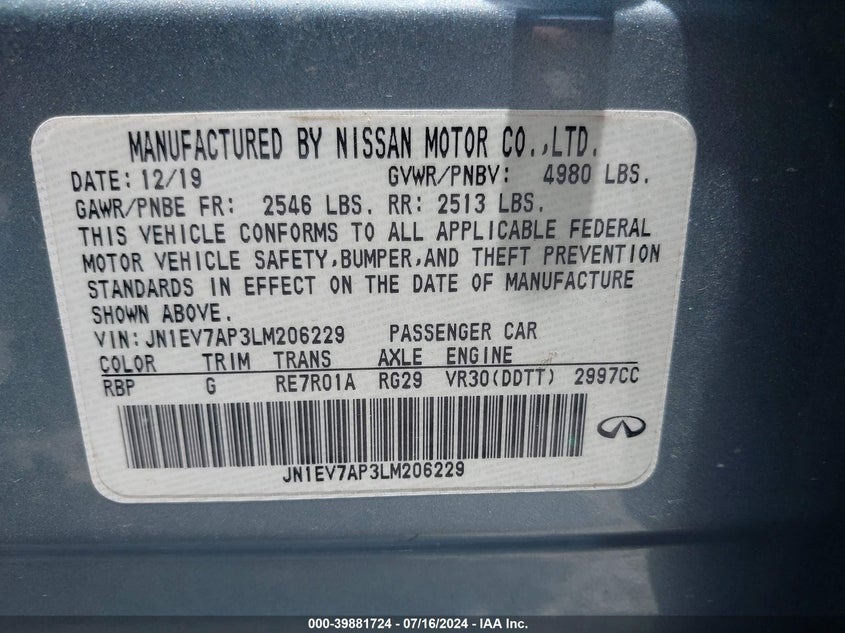 MANUFACTURED BY NISSAN MOTOR CO.,LTD.
DATE: 12/19 GVWR/PNBV: 4980 LBS.
GAWR/PNBE FR: 2546 LBS. RR: 2513 LBS.
THIS VEHICLE CONFORMS TO ALL APPLICABLE FEDERAL
MOTOR VEHICLE SAFETY,BUMPER,AND THEFT PREVENTION
STANDARDS IN EFFECT ON THE DATE OF MANUFACTURE
SHOWN ABOVE.
VIN:JN1EV7AP3LM206229 PASSENGER CAR
COLOR TRIM TRANS AXLE ENGINE
RBP G RE7R01A RG29 VR30(DDTT) 2997CC
JN1EV7AP3LM206229
000-39881724 - 07/16/2024 - IAA Inc.